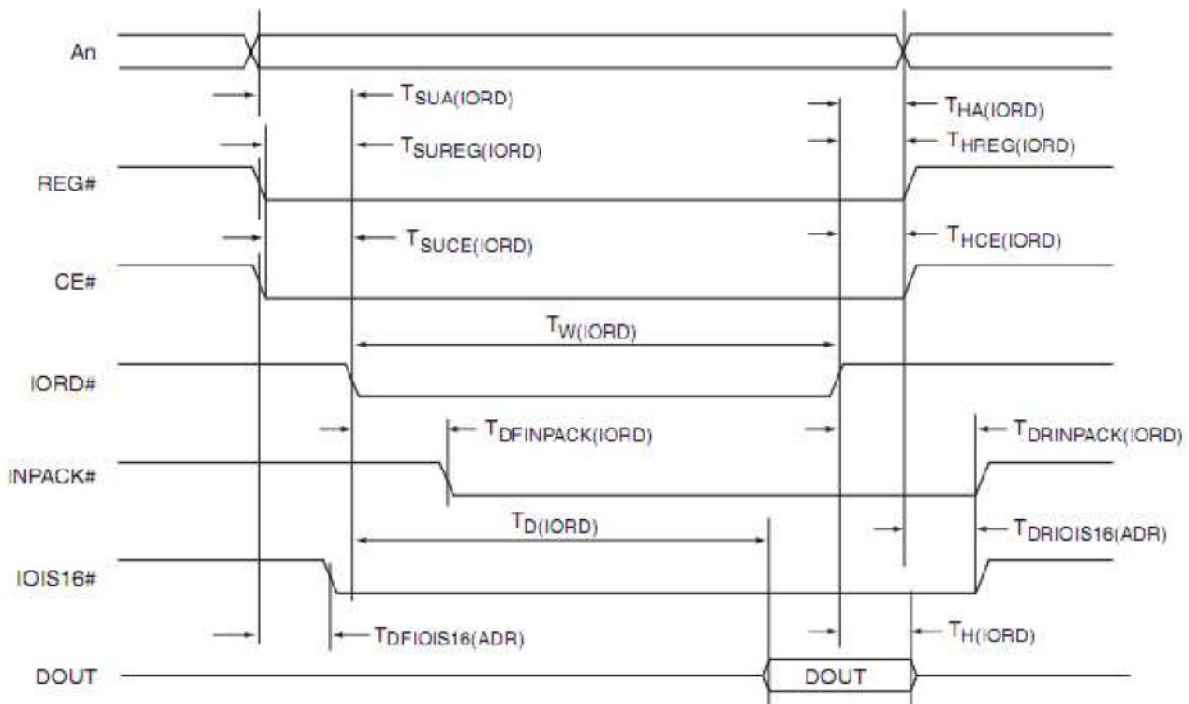 An
TSUA(IORD)
THA(IORD)
TSUREG(IORD)
THREG(IORD)
REG#
TSUCE(IORD)
THCE(IORD)
CE#
TW(IORD)
IORD#
TDFINPACK(IORD)
TDRINPACK(IORD)
INPACK#
TD(IORD)
TDRIOIS16(ADR)
IOIS16#
TDFIOIS16(ADR)
TH(IORD)
DOUT
DOUT